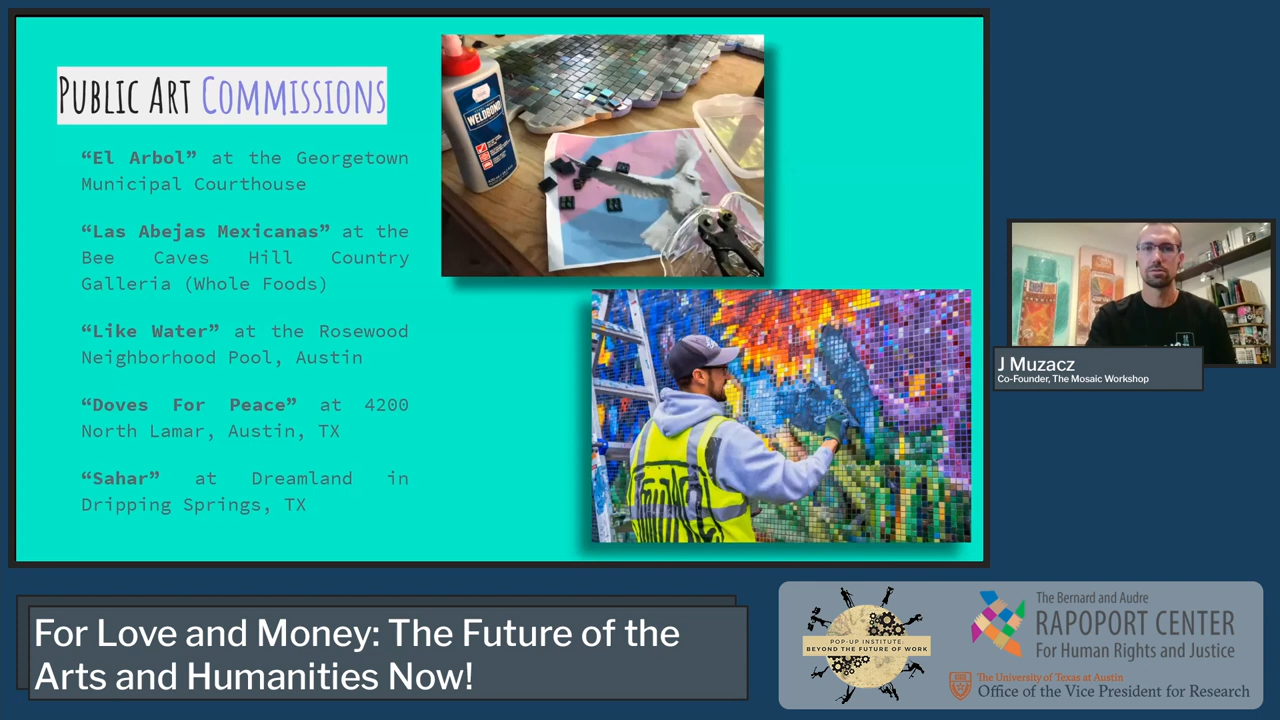 Public Art Commissions
“El Arbol” at the Georgetown
Municipal Courthouse
“Las Abejas Mexicanas” at the
Bee Caves Hill Country
Galleria (Whole Foods)
“Like Water” at the Rosewood
Neighborhood Pool, Austin
“Doves For Peace” at 4200
North Lamar, Austin, TX
“Sahar” at Dreamland in
Dripping Springs, TX
WELDBOND
J Muzacz
Co-Founder, The Mosaic Workshop
For Love and Money: The Future of the
Arts and Humanities Now!
POP-UP INSTITUTE:
BEYOND THE FUTURE OF WORK
The Bernard and Audre
RAPOPORT CENTER
For Human Rights and Justice
The University of Texas at Austin
Office of the Vice President for Research